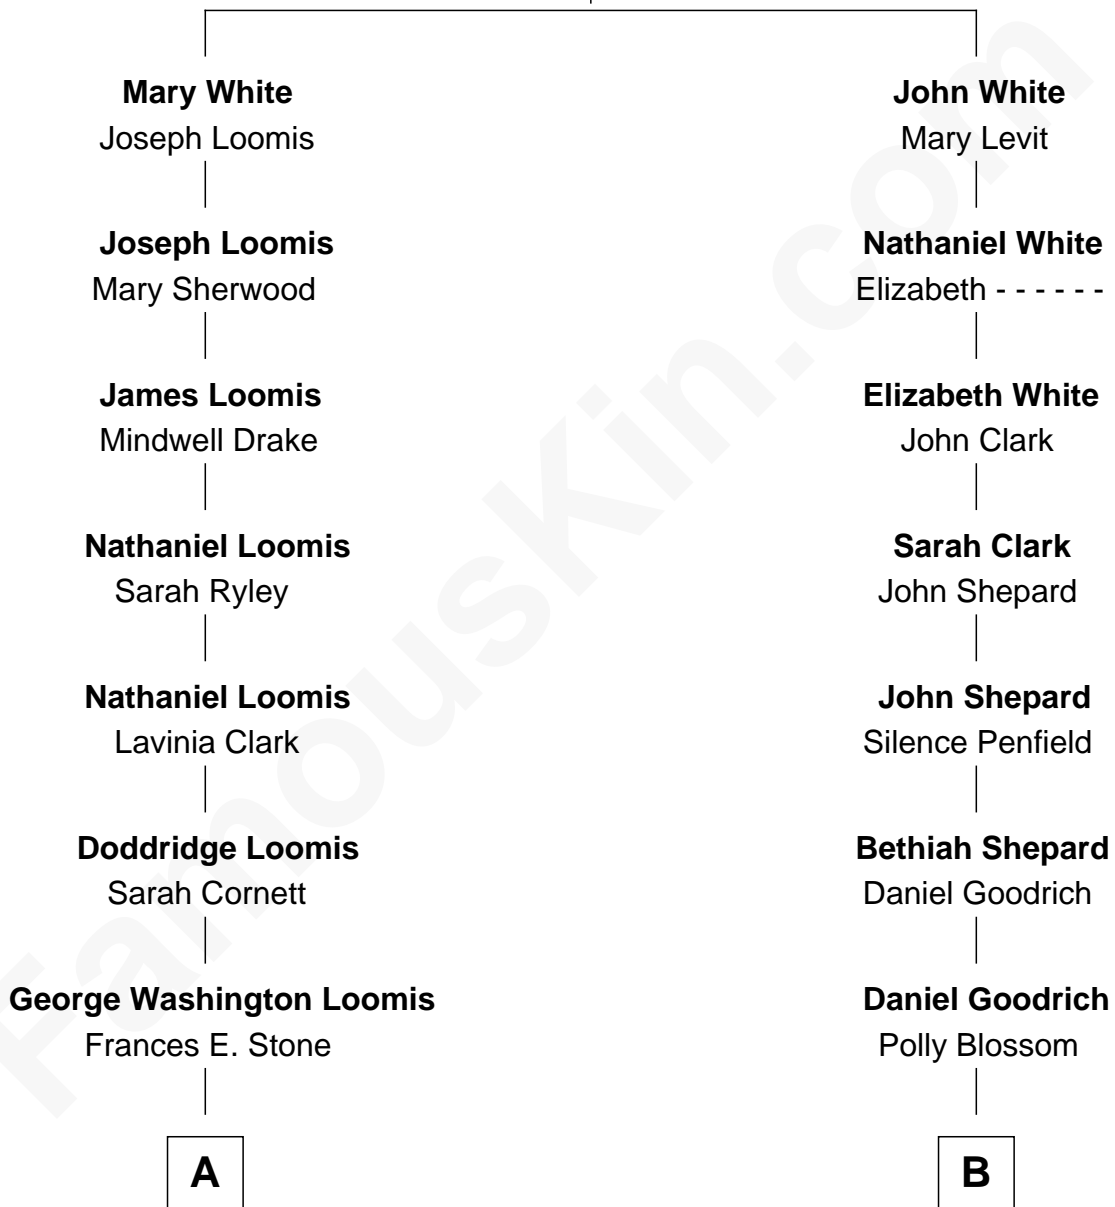 Mary White
Joseph Loomis
Joseph Loomis
Mary Sherwood
James Loomis
Mindwell Drake
Nathaniel Loomis
Sarah Ryley
Nathaniel Loomis
Lavinia Clark
Doddridge Loomis
Sarah Cornett
George Washington Loomis
Frances E. Stone
A
John White
Mary Levit
Nathaniel White
Elizabeth - - - - - -
Elizabeth White
John Clark
Sarah Clark
John Shepard
John Shepard
Silence Penfield
Bethiah Shepard
Daniel Goodrich
Daniel Goodrich
Polly Blossom
B
FamousKin.com